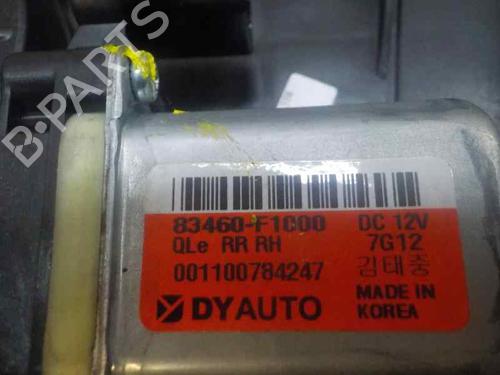 B-PARTS
83460-F1000 DC 12V
QLe RR RH 7G12
001100784247 김태중
DYAUTO MADE IN
KOREA